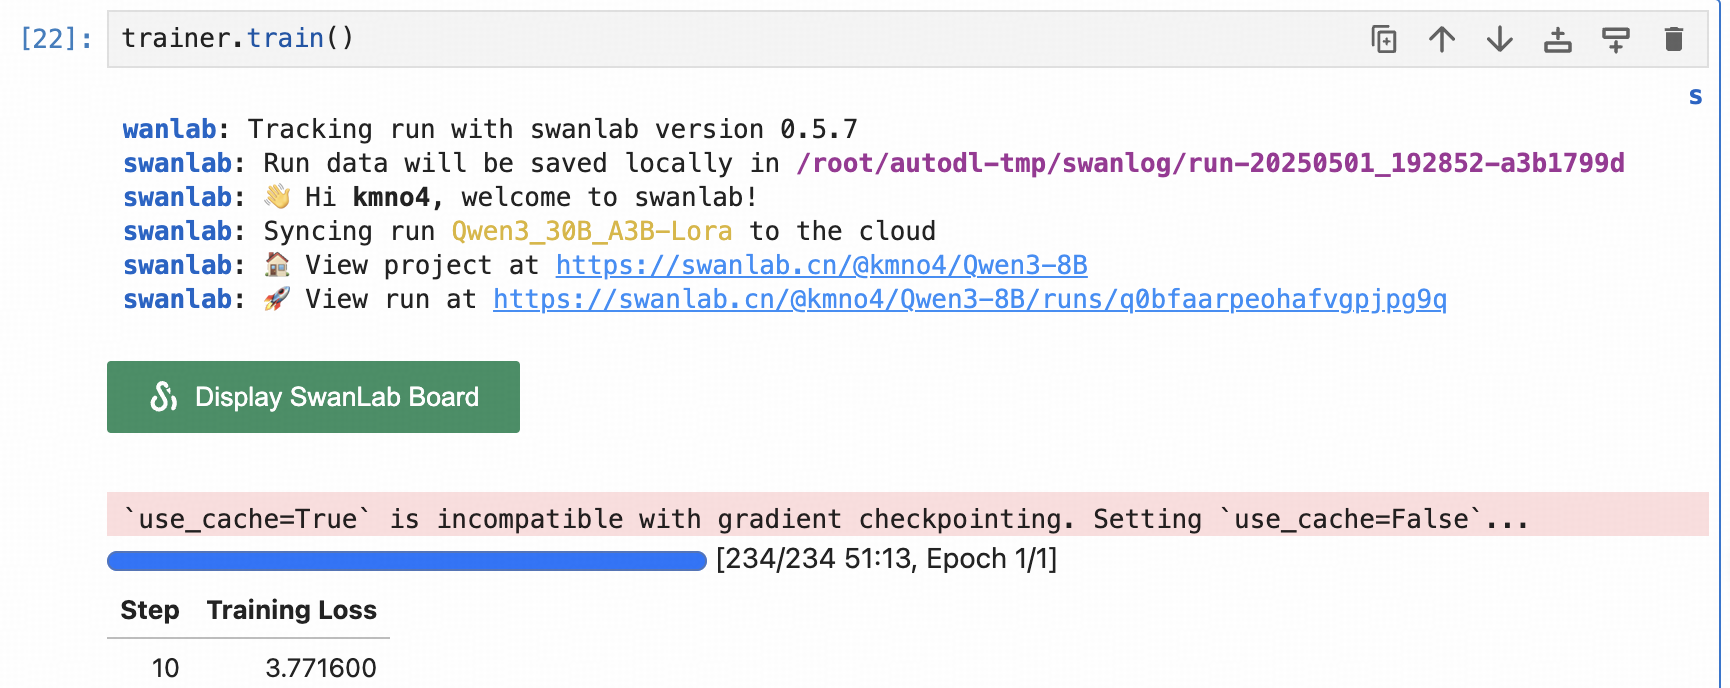 [22]: trainer.train()
s
wanlab: Tracking run with swanlab version 0.5.7
swanlab: Run data will be saved locally in /root/autodl-tmp/swanlog/run-20250501_192852-a3b1799d
swanlab: 👋 Hi kmno4, welcome to swanlab!
swanlab: Syncing run Qwen3_30B_A3B-Lora to the cloud
swanlab: 🏠 View project at https://swanlab.cn/@kmno4/Qwen3-8B
swanlab: 🚀 View run at https://swanlab.cn/@kmno4/Qwen3-8B/runs/q0bfaarpeohafvgpjpg9q
Display SwanLab Board
`use_cache=True` is incompatible with gradient checkpointing. Setting `use_cache=False`...
[234/234 51:13, Epoch 1/1]
Step Training Loss
10 3.771600